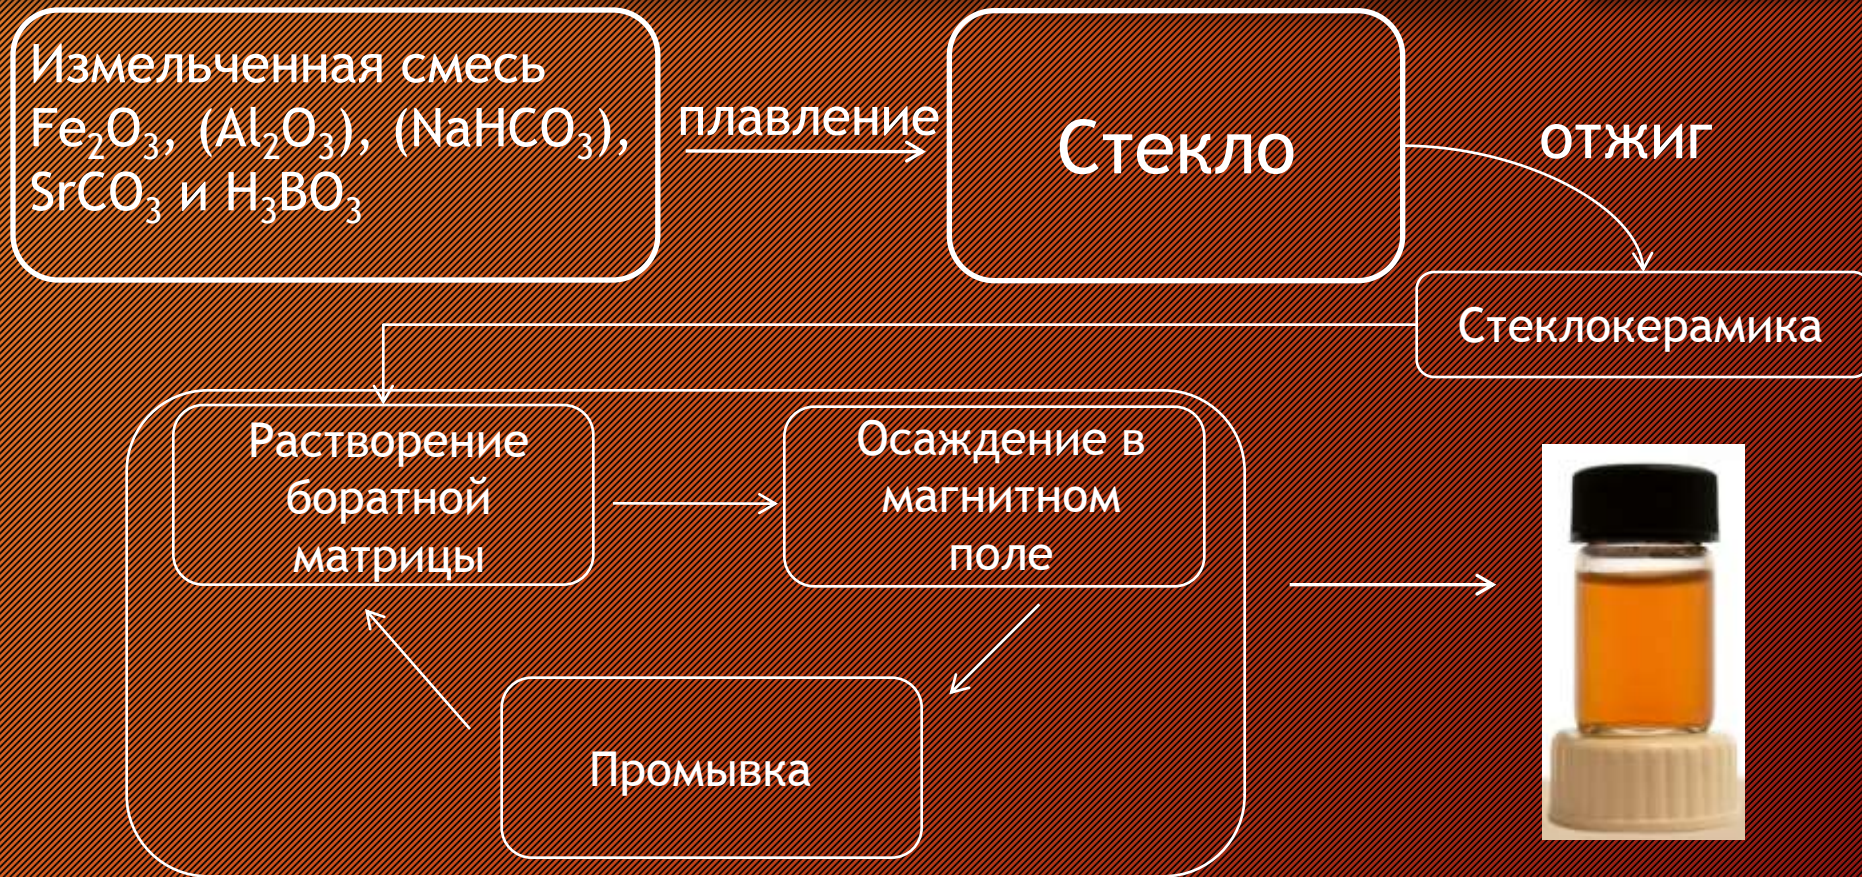 Измельченная смесь
Fe₂O₃, (Al₂O₃), (NaHCO₃),
SrCO₃ и H₃BO₃
плавление
Стекло
отжиг
Стеклокерамика
Растворение
боратной
матрицы
Осаждение в
магнитном
поле
Промывка